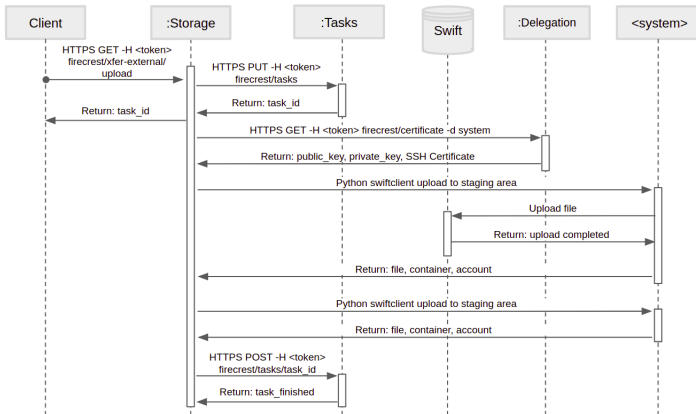 Client
:Storage
:Tasks
Swift
:Delegation
<system>
HTTPS GET -H <token>
firecrest/xfer-external/
upload
HTTPS PUT -H <token>
firecrest/tasks
Return: task_id
Return: task_id
HTTPS GET -H <token> firecrest/certificate -d system
Return: public_key, private_key, SSH Certificate
Python swiftclient upload to staging area
Upload file
Return: upload completed
Return: file, container, account
Python swiftclient upload to staging area
Return: file, container, account
HTTPS POST -H <token>
firecrest/tasks/task_id
Return: task_finished